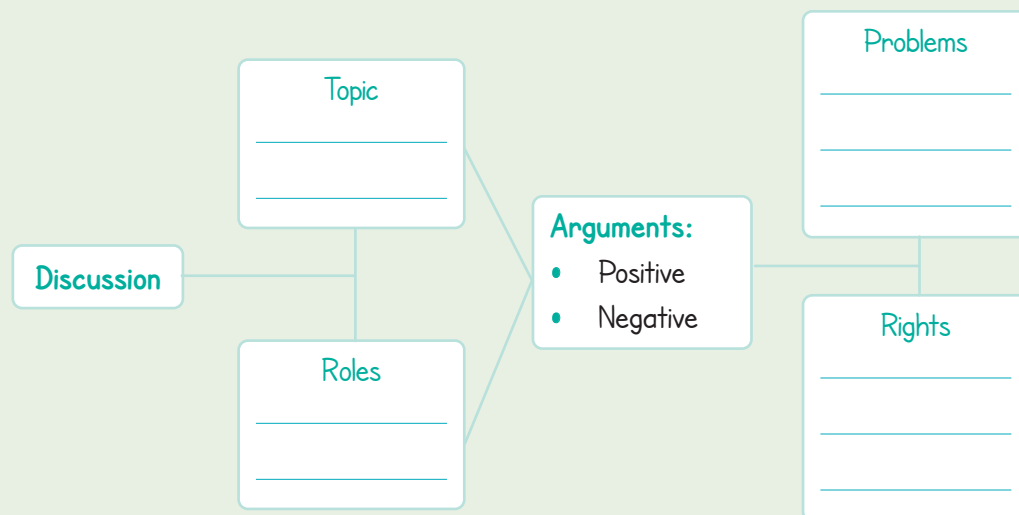 Discussion
Topic
Roles
Arguments:
• Positive
• Negative
Problems
Rights